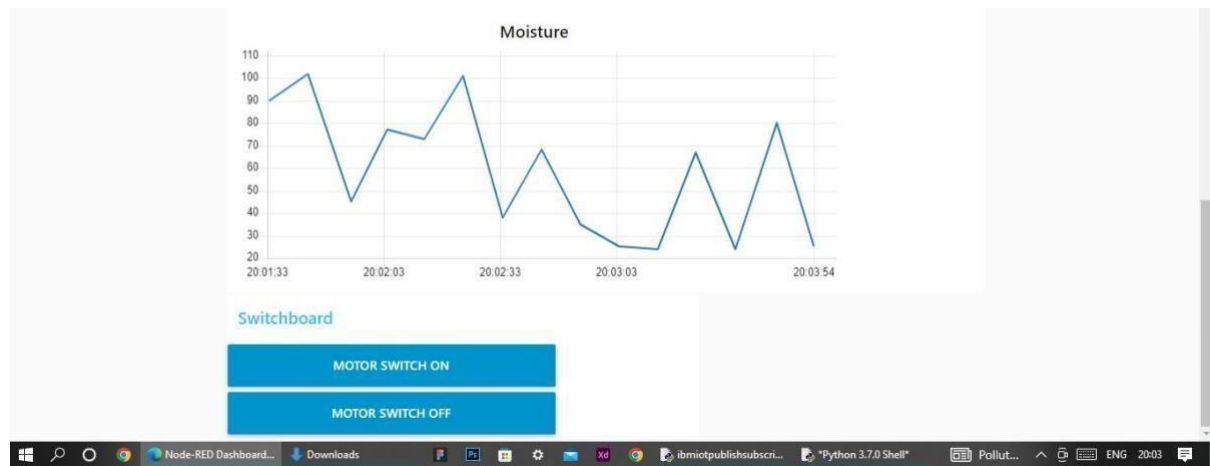 Moisture
110
100
90
80
70
60
50
40
30
20
20:01:33 20:02:03 20:02:33 20:03:03 20:03:54
Switchboard
MOTOR SWITCH ON
MOTOR SWITCH OFF
Node-RED Dashboard... Downloads Ps Xd ibmiotpublishsubscri... *Python 3.7.0 Shell* Pollut... ENG 20:03